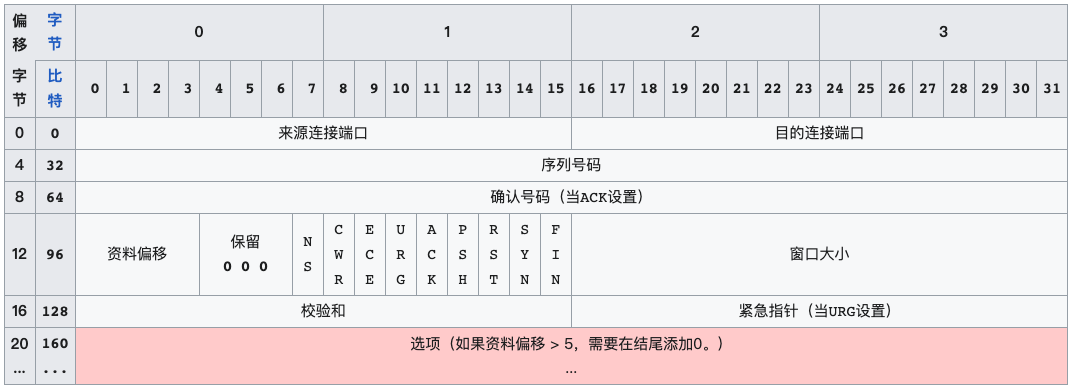 偏移 字节 0 1 2 3
字节 比特 0 1 2 3 4 5 6 7 8 9 10 11 12 13 14 15 16 17 18 19 20 21 22 23 24 25 26 27 28 29 30 31
0 0 来源连接端口 目的连接端口
4 32 序列号码
8 64 确认号码（当ACK设置）
12 96 资料偏移 保留 0 0 0 NS CWR ECE URG ACK PSH RST SYN FIN 窗口大小
16 128 校验和 紧急指针（当URG设置）
20 160 选项（如果资料偏移 > 5，需要在结尾添加0。）
... ... ...